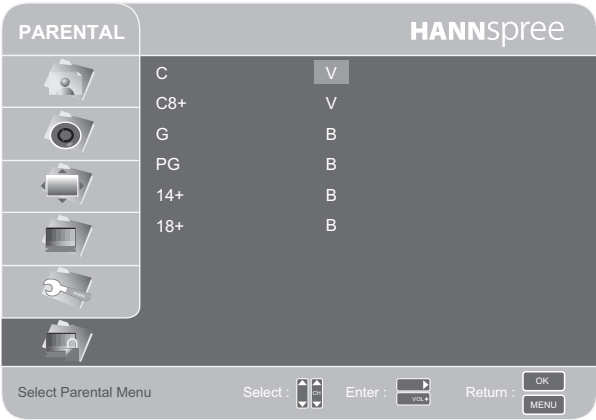 PARENTAL
HANNspree
C V
C8+ V
G B
PG B
14+ B
18+ B
Select Parental Menu Select : CH Enter : VOL+ Return : OK
MENU